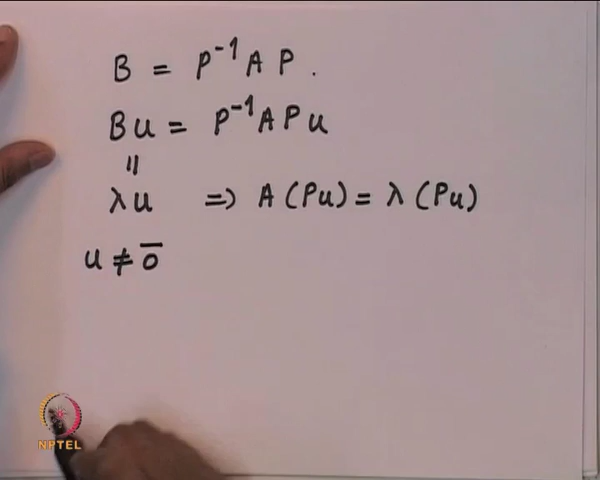 B = P⁻¹ A P .
Bu = P⁻¹ A P u
||
λu ⇒ A (Pu) = λ (Pu)
u ≠ 0̅
NPTEL